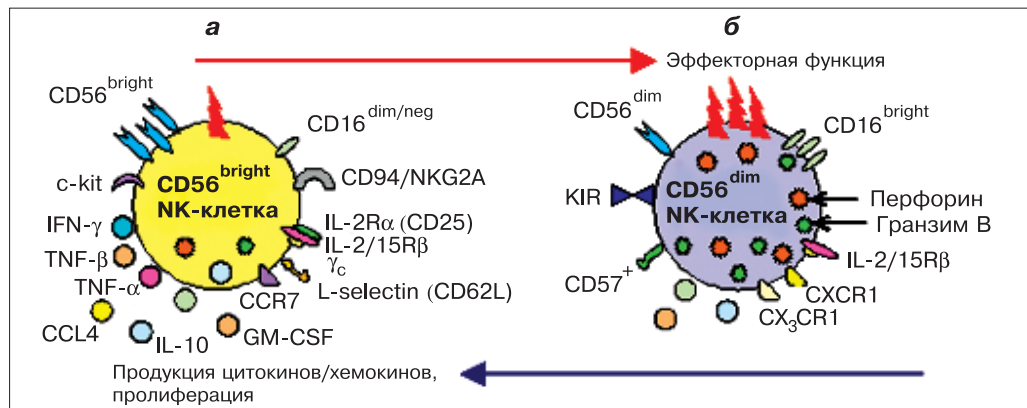 а
б
Эффекторная функция
CD56bright
CD16dim/neg
c-kit
CD56bright
NK-клетка
CD94/NKG2A
IFN-γ
IL-2Rα (CD25)
IL-2/15Rβ
γc
TNF-β
TNF-α
L-selectin (CD62L)
CCR7
CCL4
IL-10
GM-CSF
Продукция цитокинов/хемокинов,
пролиферация
CD56dim
CD16bright
KIR
CD56dim
NK-клетка
Перфорин
Гранзим В
IL-2/15Rβ
CD57+
CXCR1
CX3CR1